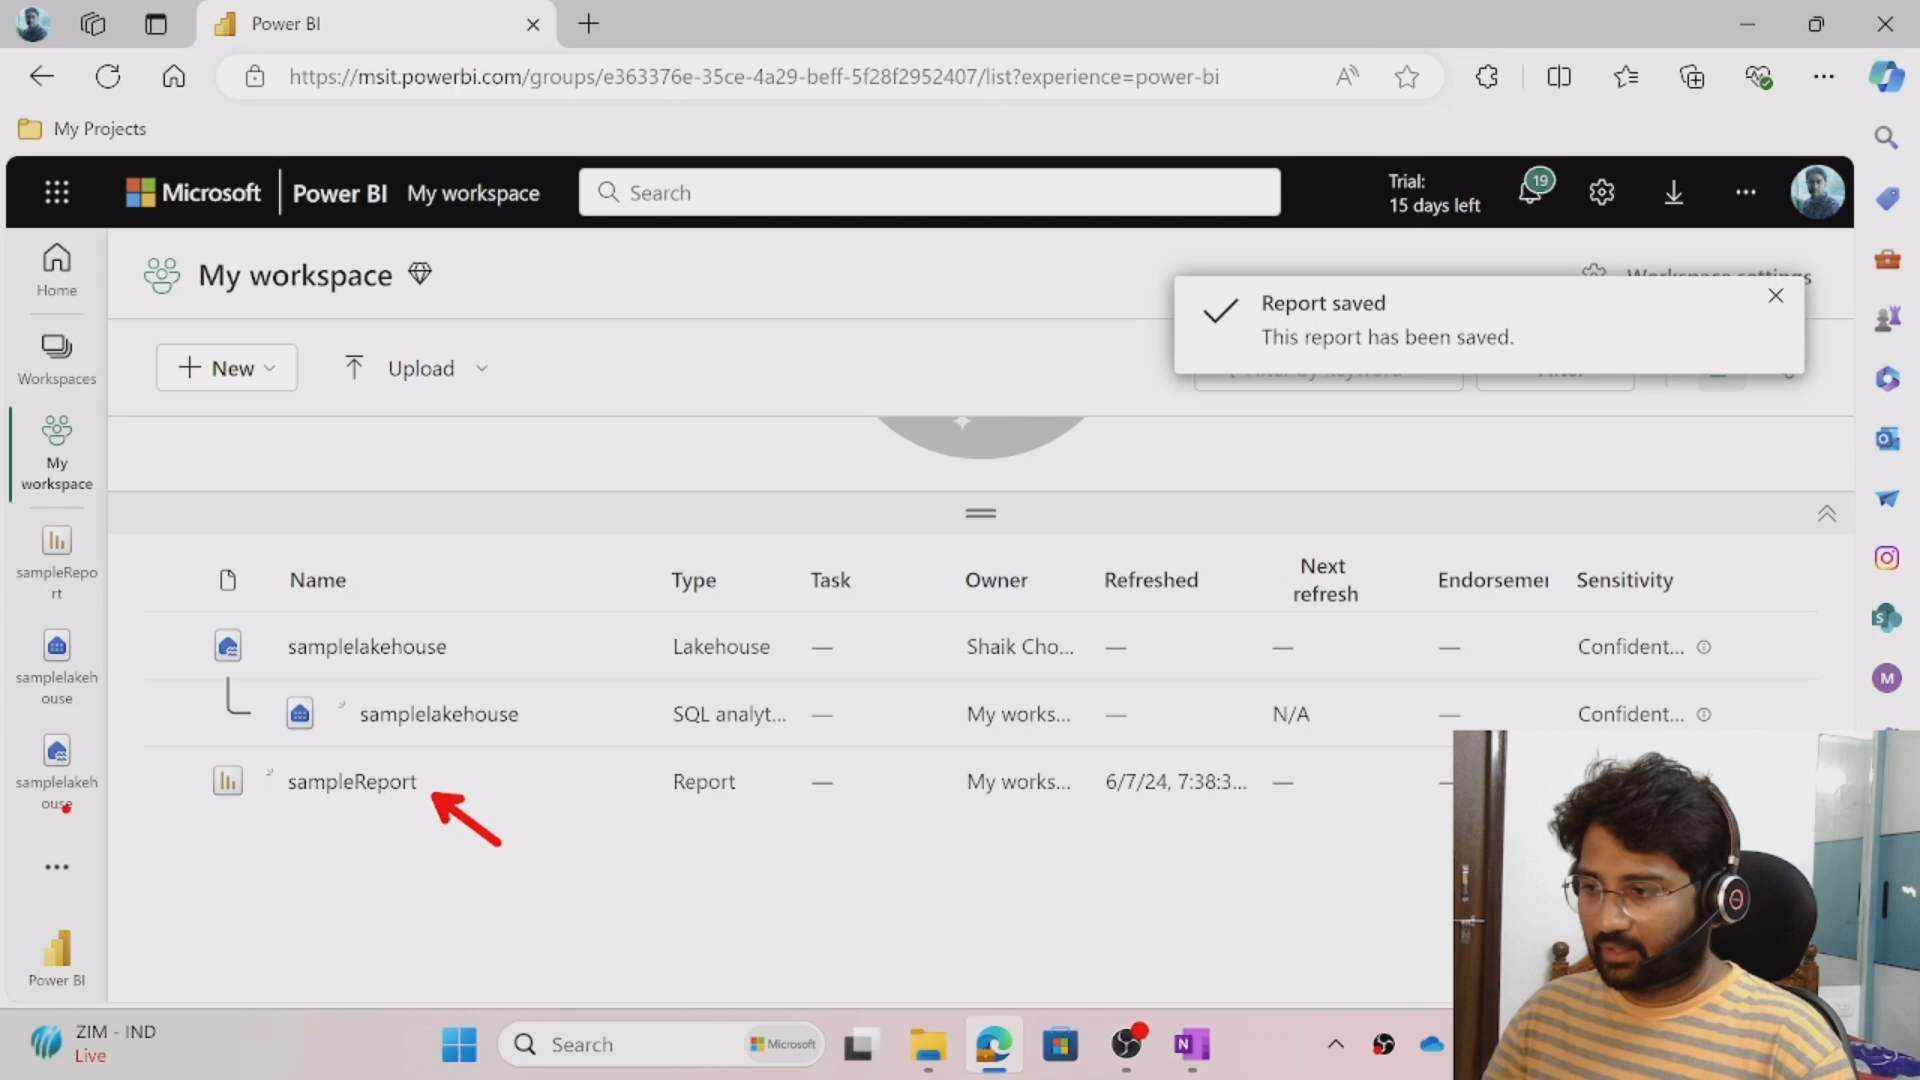 Power BI
https://msit.powerbi.com/groups/e363376e-35ce-4a29-beff-5f28f2952407/list?experience=power-bi
My Projects
Microsoft Power BI My workspace
Search
Trial:
15 days left
19
Home
Workspaces
My
workspace
sampleRepo
rt
samplelakeh
ouse
samplelakeh
ouse
Power BI
My workspace
Workspace settings
Report saved
This report has been saved.
New
Upload
Name Type Task Owner Refreshed Next refresh Endorsemer Sensitivity
samplelakehouse Lakehouse — Shaik Cho... — — — Confident...
samplelakehouse SQL analyt... — My works... — N/A — Confident...
sampleReport Report — My works... 6/7/24, 7:38:3... — —
M
ZIM - IND
Live
Search
Microsoft